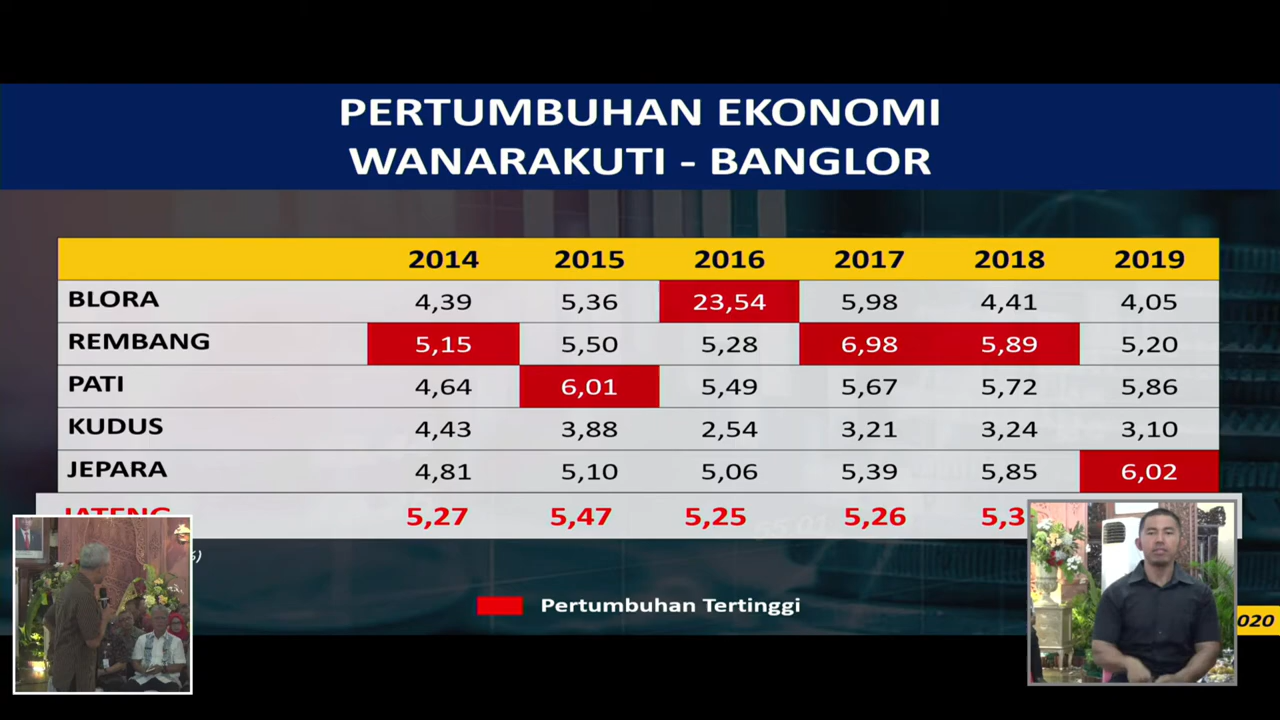 PERTUMBUHAN EKONOMI
WANARAKUTI - BANGLOR
2014 2015 2016 2017 2018 2019
BLORA 4,39 5,36 23,54 5,98 4,41 4,05
REMBANG 5,15 5,50 5,28 6,98 5,89 5,20
PATI 4,64 6,01 5,49 5,67 5,72 5,86
KUDUS 4,43 3,88 2,54 3,21 3,24 3,10
JEPARA 4,81 5,10 5,06 5,39 5,85 6,02
JATENG 5,27 5,47 5,25 5,26 5,3
Pertumbuhan Tertinggi
020